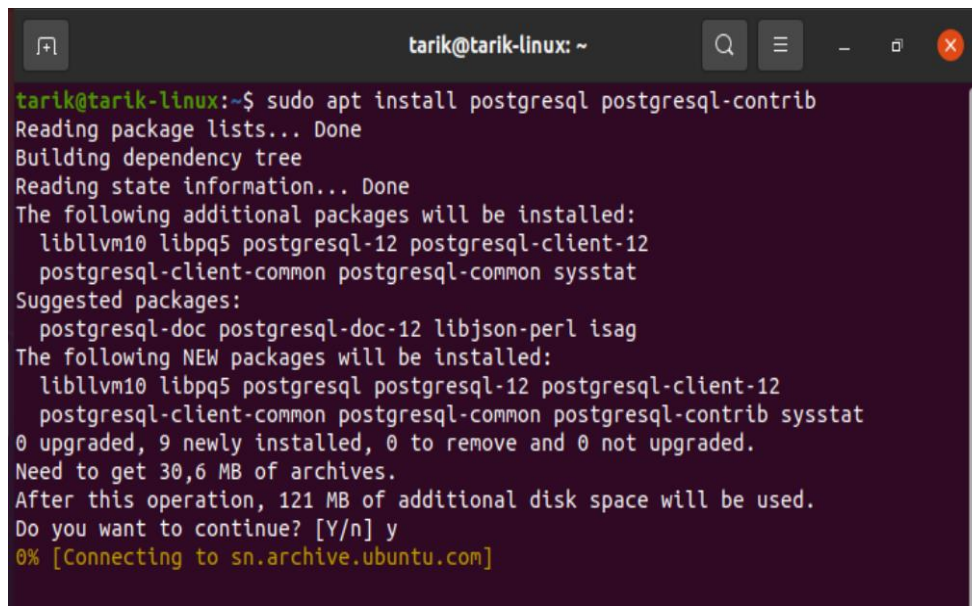 tarik@tarik-linux: ~
tarik@tarik-linux:~$ sudo apt install postgresql postgresql-contrib
Reading package lists... Done
Building dependency tree
Reading state information... Done
The following additional packages will be installed:
  libllvm10 libpq5 postgresql-12 postgresql-client-12
  postgresql-client-common postgresql-common sysstat
Suggested packages:
  postgresql-doc postgresql-doc-12 libjson-perl isag
The following NEW packages will be installed:
  libllvm10 libpq5 postgresql postgresql-12 postgresql-client-12
  postgresql-client-common postgresql-common postgresql-contrib sysstat
0 upgraded, 9 newly installed, 0 to remove and 0 not upgraded.
Need to get 30,6 MB of archives.
After this operation, 121 MB of additional disk space will be used.
Do you want to continue? [Y/n] y
0% [Connecting to sn.archive.ubuntu.com]